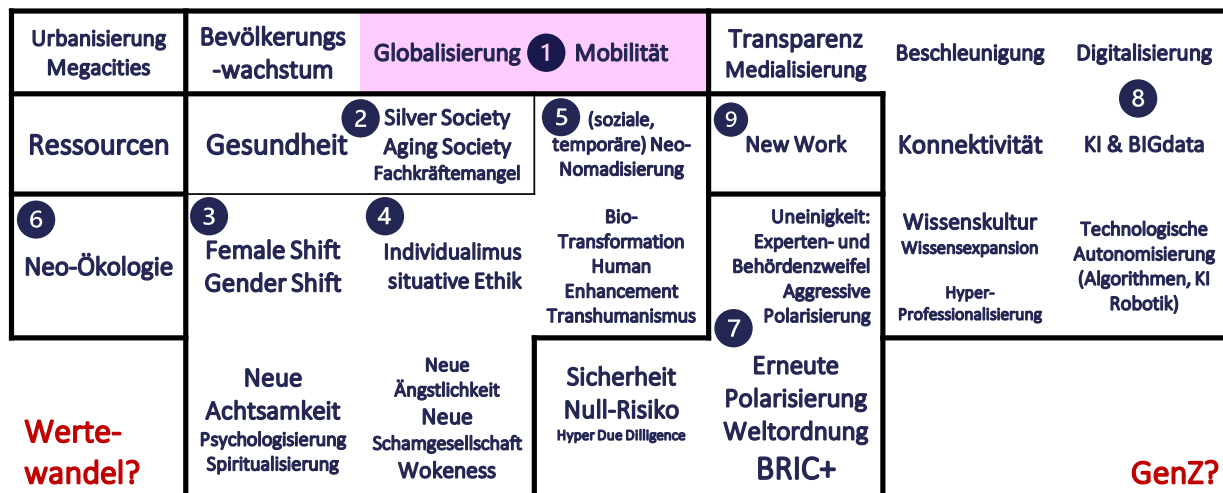 Urbanisierung
Megacities
Bevölkerungs
-wachstum
Globalisierung 1 Mobilität
Transparenz
Medialisierung
Beschleunigung
Digitalisierung
Ressourcen
Gesundheit
2 Silver Society
Aging Society
Fachkräftemangel
5 (soziale,
temporäre) Neo-
Nomadisierung
9
New Work
Konnektivität
8
KI & BIGdata
6
Neo-Ökologie
3
Female Shift
Gender Shift
4
Individualimus
situative Ethik
Bio-
Transformation
Human
Enhancement
Transhumanismus
Uneinigkeit:
Experten- und
Behördenzweifel
Aggressive
Polarisierung
Wissenskultur
Wissensexpansion
Hyper-
Professionalisierung
Technologische
Autonomisierung
(Algorithmen, KI
Robotik)
Werte-
wandel?
Neue
Achtsamkeit
Psychologisierung
Spiritualisierung
Neue
Ängstlichkeit
Neue
Schamgesellschaft
Wokeness
Sicherheit
Null-Risiko
Hyper Due Dilligence
7
Erneute
Polarisierung
Weltordnung
BRIC+
GenZ?